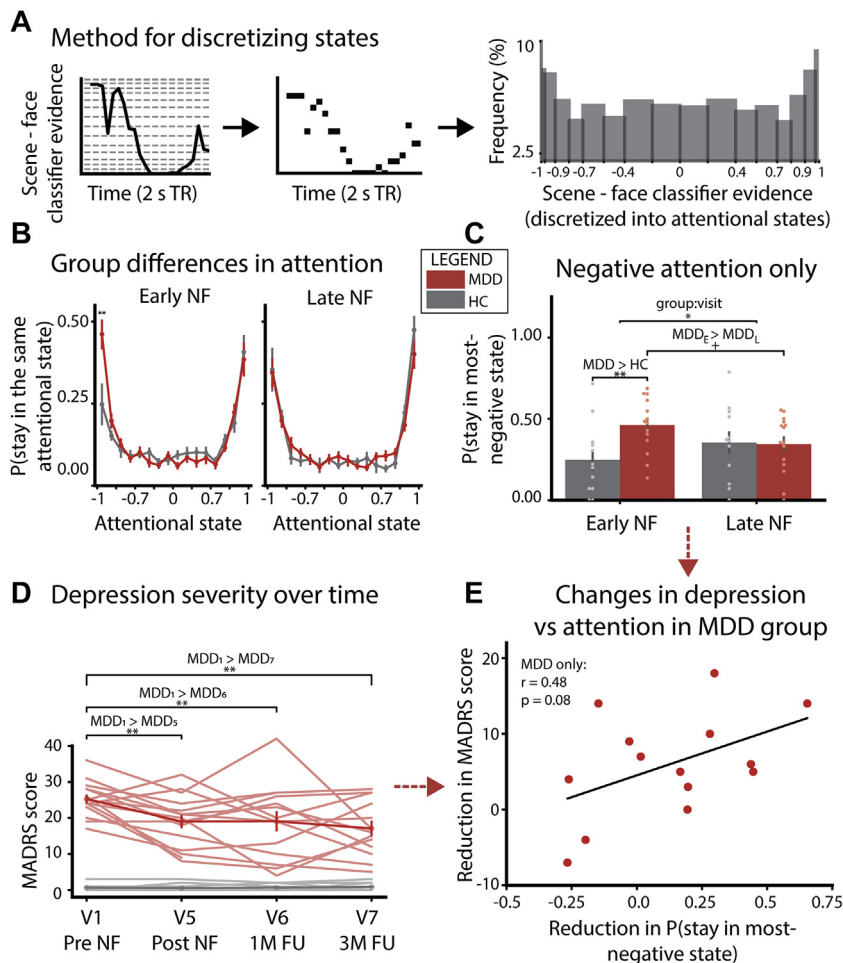 A Method for discretizing states
Scene - face
classifier evidence
Time (2 s TR)
Time (2 s TR)
Frequency (%)
10
2.5
-1 -0.9 -0.7 -0.4 0 0.4 0.7 0.9 1
Scene - face classifier evidence
(discretized into attentional states)
B Group differences in attention
Early NF
Late NF
LEGEND
MDD
HC
P(stay in the same
attentional state)
0.50
0.25
0.00
**
-1 -0.7 0 0.7 1
-1 -0.7 0 0.7 1
Attentional state
Attentional state
C Negative attention only
P(stay in most-
negative state)
1.00
0.50
0.00
group:visit
*
MDDE > MDDL
+
MDD > HC
**
Early NF
Late NF
D Depression severity over time
MDD₁ > MDD₇
**
MDD₁ > MDD₆
**
MDD₁ > MDD₅
**
MADRS score
40
30
20
10
0
V1 V5 V6 V7
Pre NF Post NF 1M FU 3M FU
E Changes in depression
vs attention in MDD group
MDD only:
r = 0.48
p = 0.08
Reduction in MADRS score
20
10
0
-10
-0.5 -0.25 0.0 0.25 0.5 0.75
Reduction in P(stay in most-
negative state)